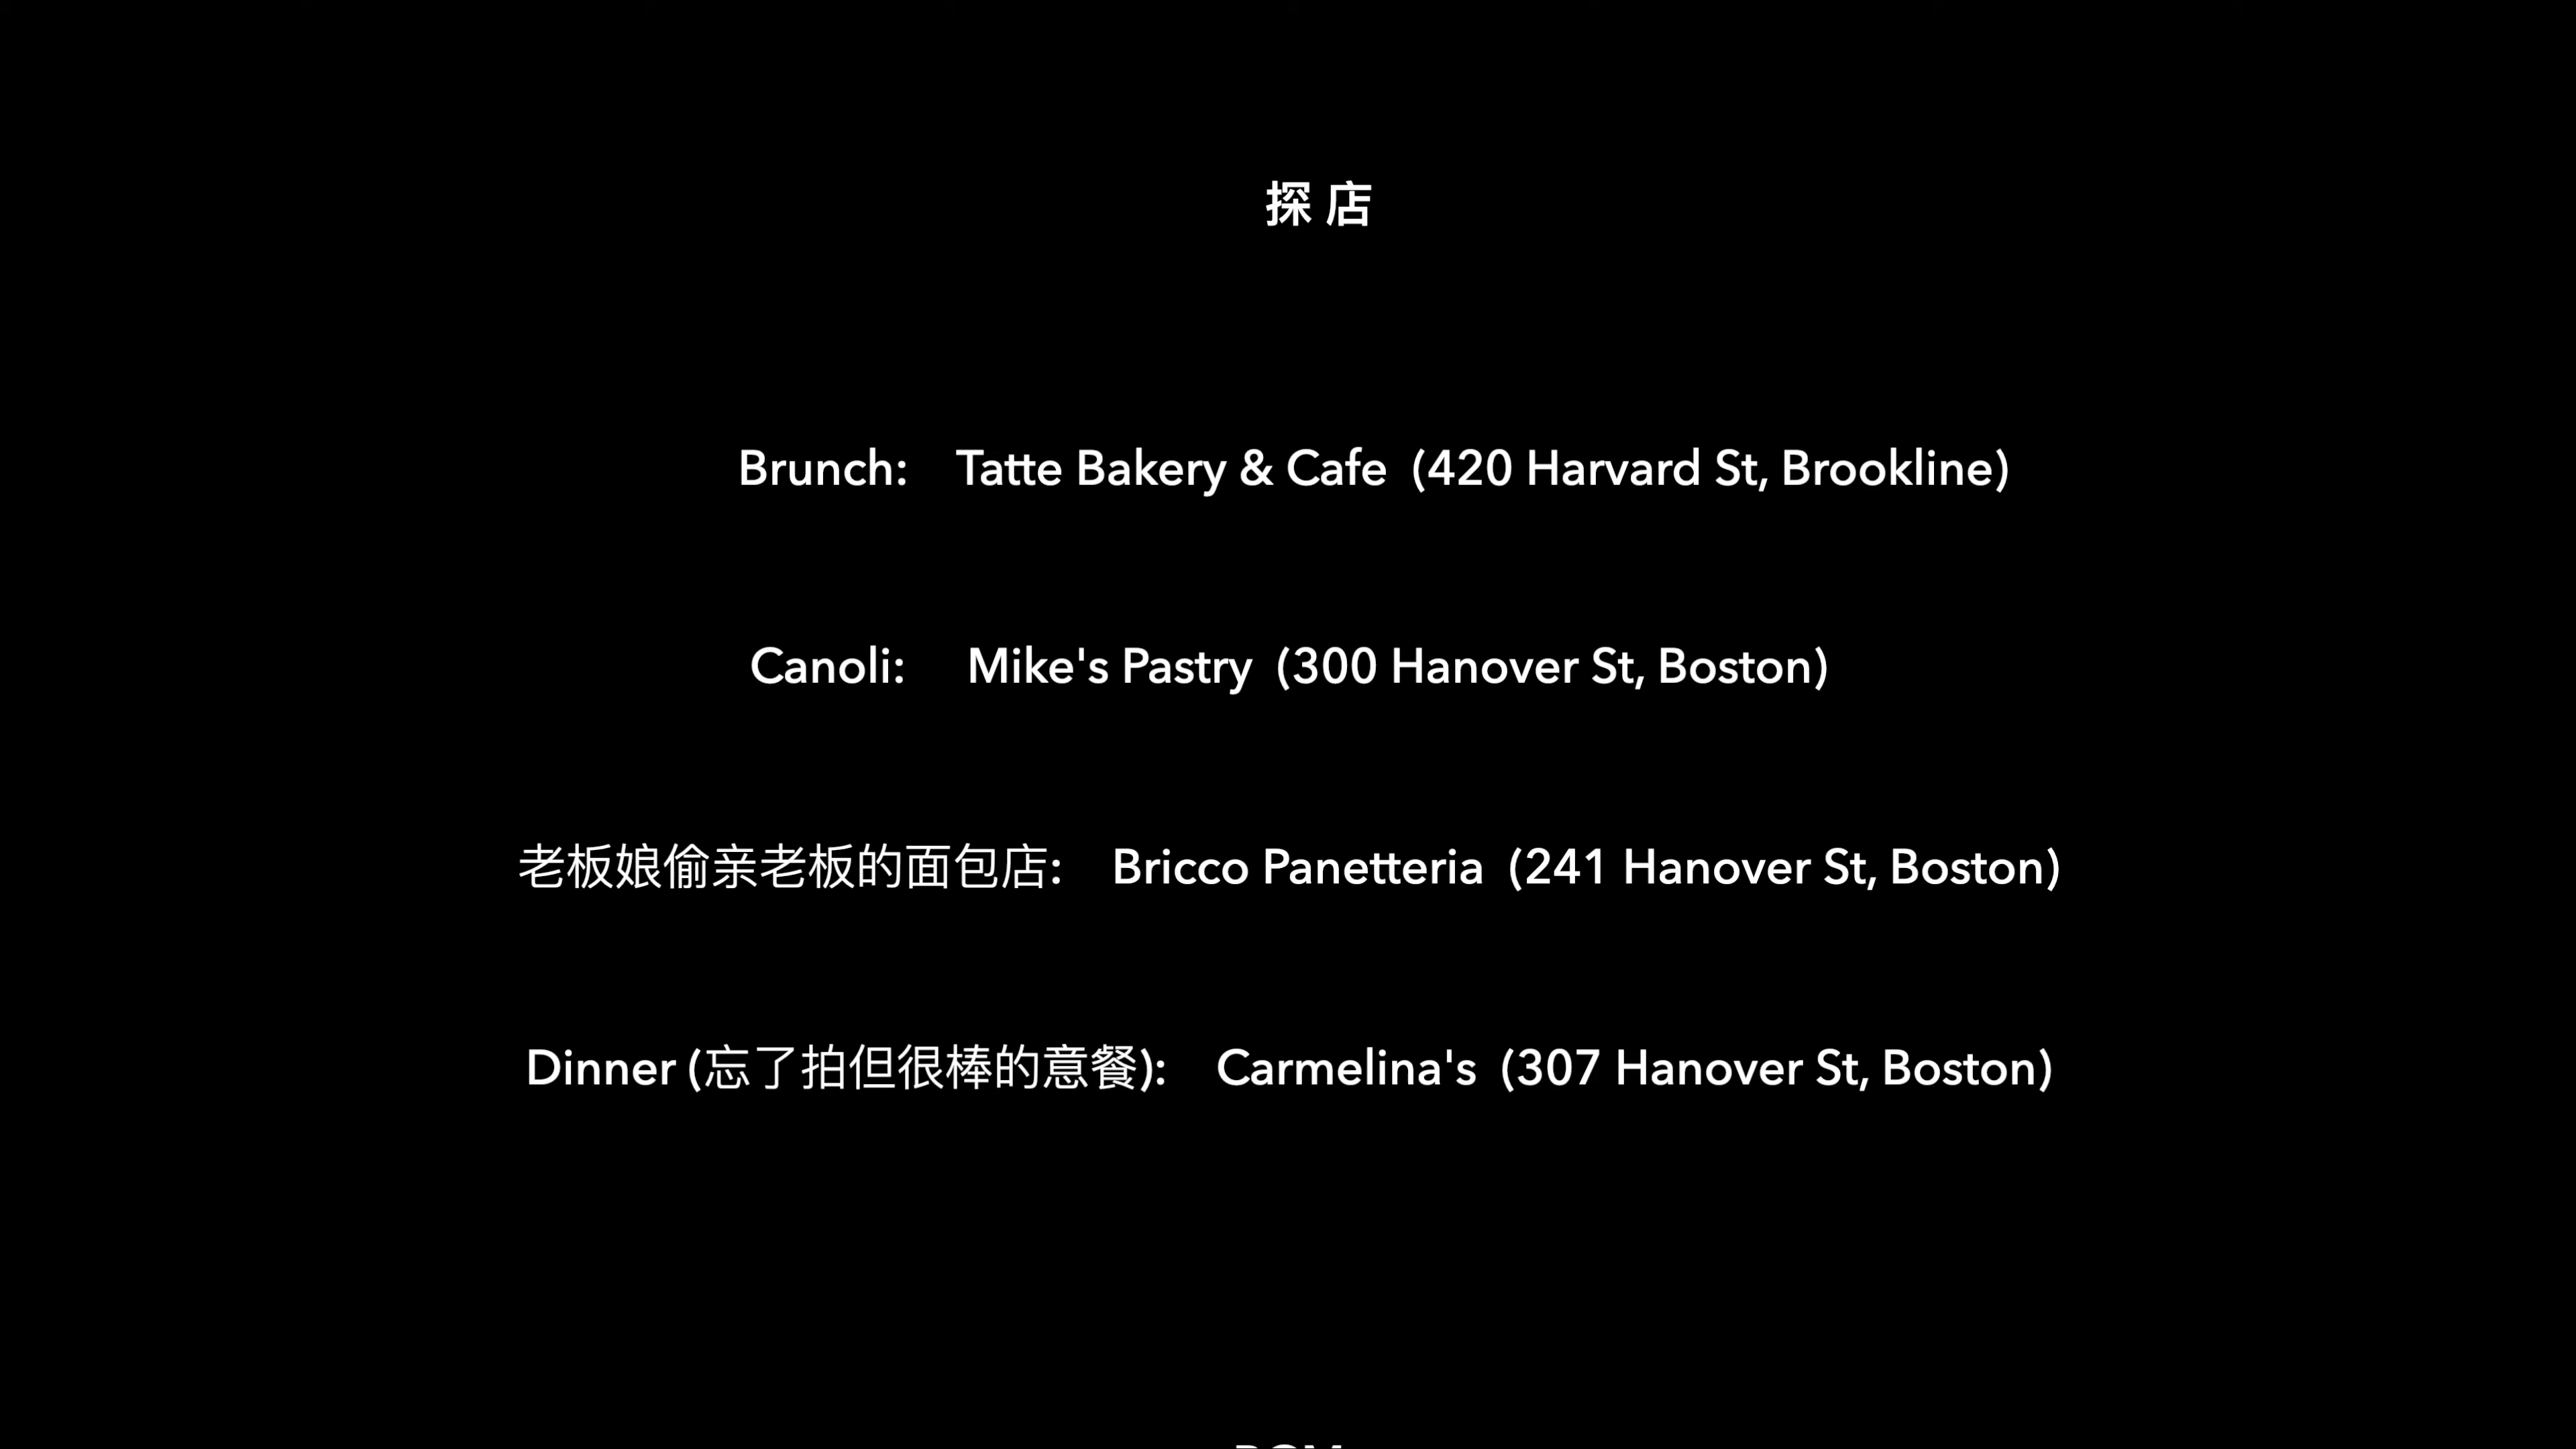 探 店
Brunch: Tatte Bakery & Cafe (420 Harvard St, Brookline)
Canoli: Mike's Pastry (300 Hanover St, Boston)
老板娘偷亲老板的面包店: Bricco Panetteria (241 Hanover St, Boston)
Dinner (忘了拍但很棒的意餐): Carmelina's (307 Hanover St, Boston)